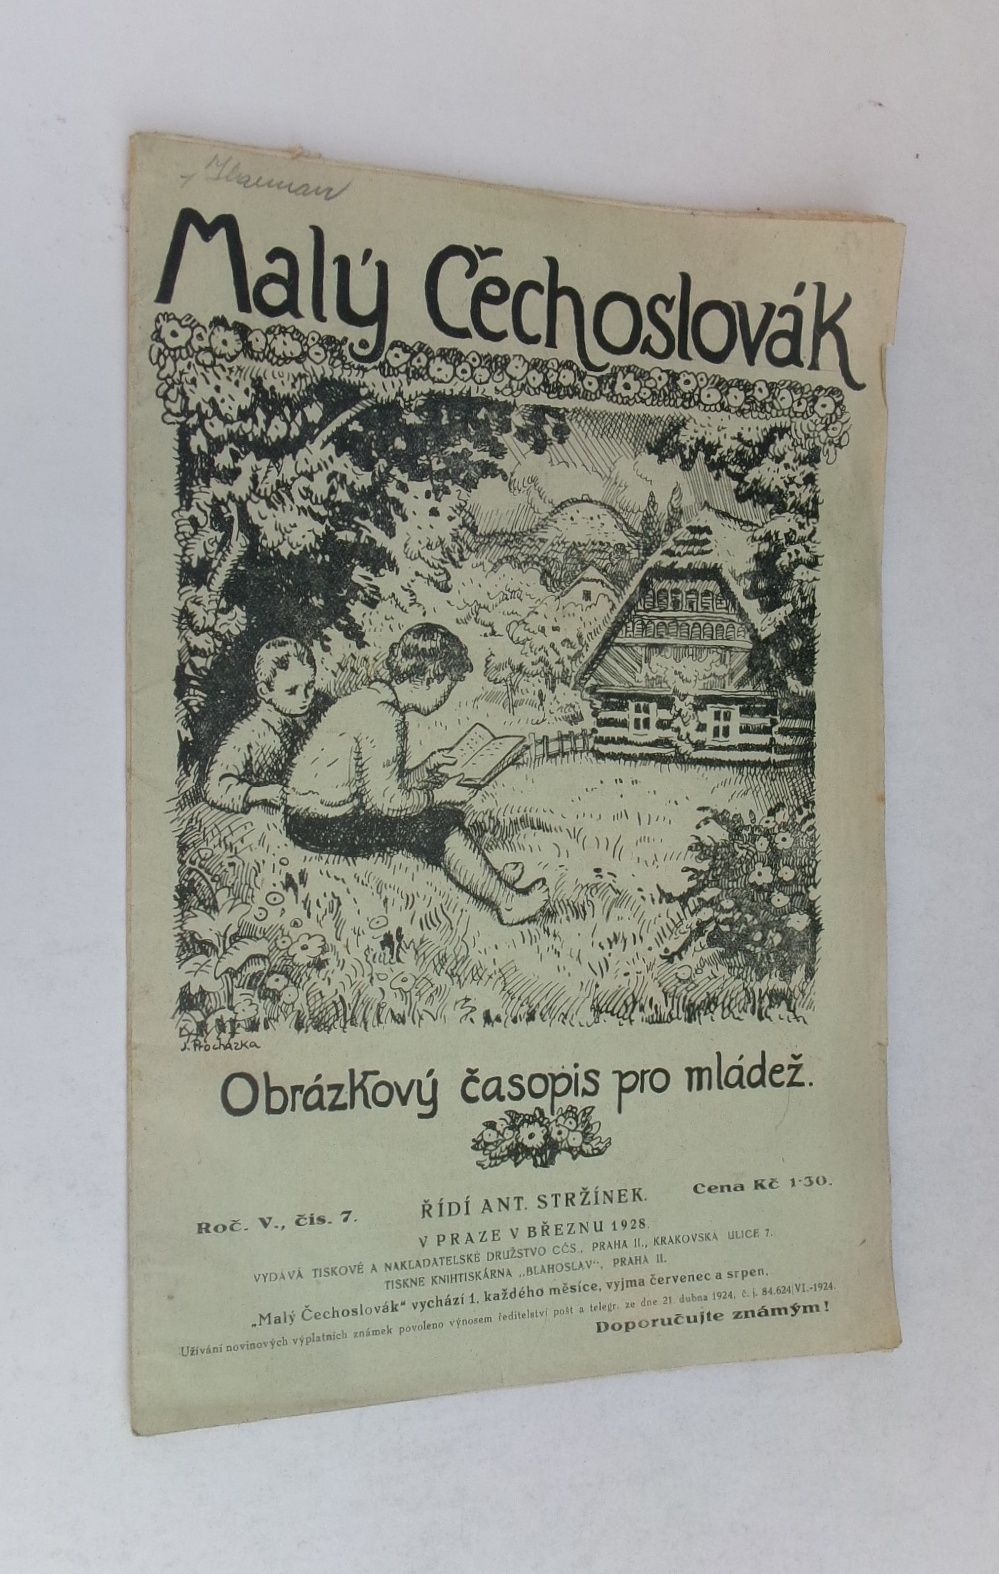 Malý Čechoslovák
J. Procházka
Obrázkový časopis pro mládež.
Roč. V., čís. 7.
ŘÍDÍ ANT. STRŽÍNEK.
Cena Kč 1·30.
V PRAZE V BŘEZNU 1928.
VYDÁVÁ TISKOVÉ A NAKLADATELSKÉ DRUŽSTVO CČS., PRAHA II., KRAKOVSKÁ ULICE 7.
TISKNE KNIHTISKÁRNA „BLAHOSLAV“, PRAHA II.
„Malý Čechoslovák“ vychází 1. každého měsíce, vyjma červenec a srpen.
Užívání novinových výplatních známek povoleno výnosem ředitelství pošt a telegr. ze dne 21. dubna 1924, č. j. 84.624|VI.-1924.
Doporučujte známým!